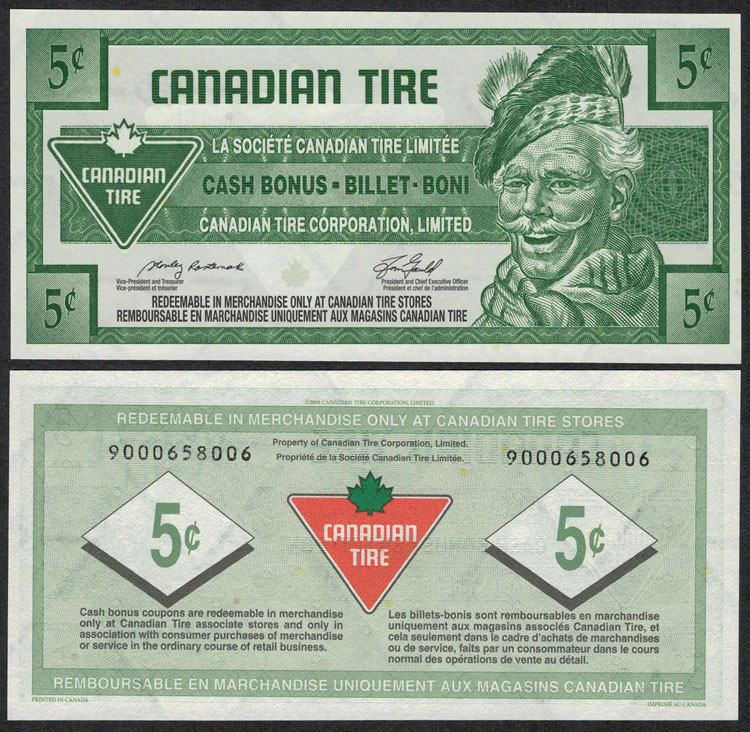 5¢
5¢
CANADIAN TIRE
LA SOCIÉTÉ CANADIAN TIRE LIMITÉE
CANADIAN
TIRE
CASH BONUS - BILLET - BONI
CANADIAN TIRE CORPORATION, LIMITED
Vice-President and Treasurer
Vice-président et trésorier
President and Chief Executive Officer
Président et chef de l'administration
5¢
5¢
REDEEMABLE IN MERCHANDISE ONLY AT CANADIAN TIRE STORES
REMBOURSABLE EN MARCHANDISE UNIQUEMENT AUX MAGASINS CANADIAN TIRE
CANADIAN TIRE CORPORATION, LIMITED.
REDEEMABLE IN MERCHANDISE ONLY AT CANADIAN TIRE STORES
Property of Canadian Tire Corporation, Limited.
Propriété de la Société Canadian Tire Limitée.
9000658006
9000658006
5¢
CANADIAN
TIRE
5¢
Cash bonus coupons are redeemable in merchandise
only at Canadian Tire associate stores and only in
association with consumer purchases of merchandise
or service in the ordinary course of retail business.
Les billets-bonis sont remboursables en marchandise
uniquement aux magasins associés Canadian Tire, et
cela seulement dans le cadre d'achats de marchandises
ou de service, faits par un consommateur dans le cours
normal des opérations de vente au détail.
REMBOURSABLE EN MARCHANDISE UNIQUEMENT AUX MAGASINS CANADIAN TIRE
PRINTED IN CANADA
IMPRIMÉ AU CANADA